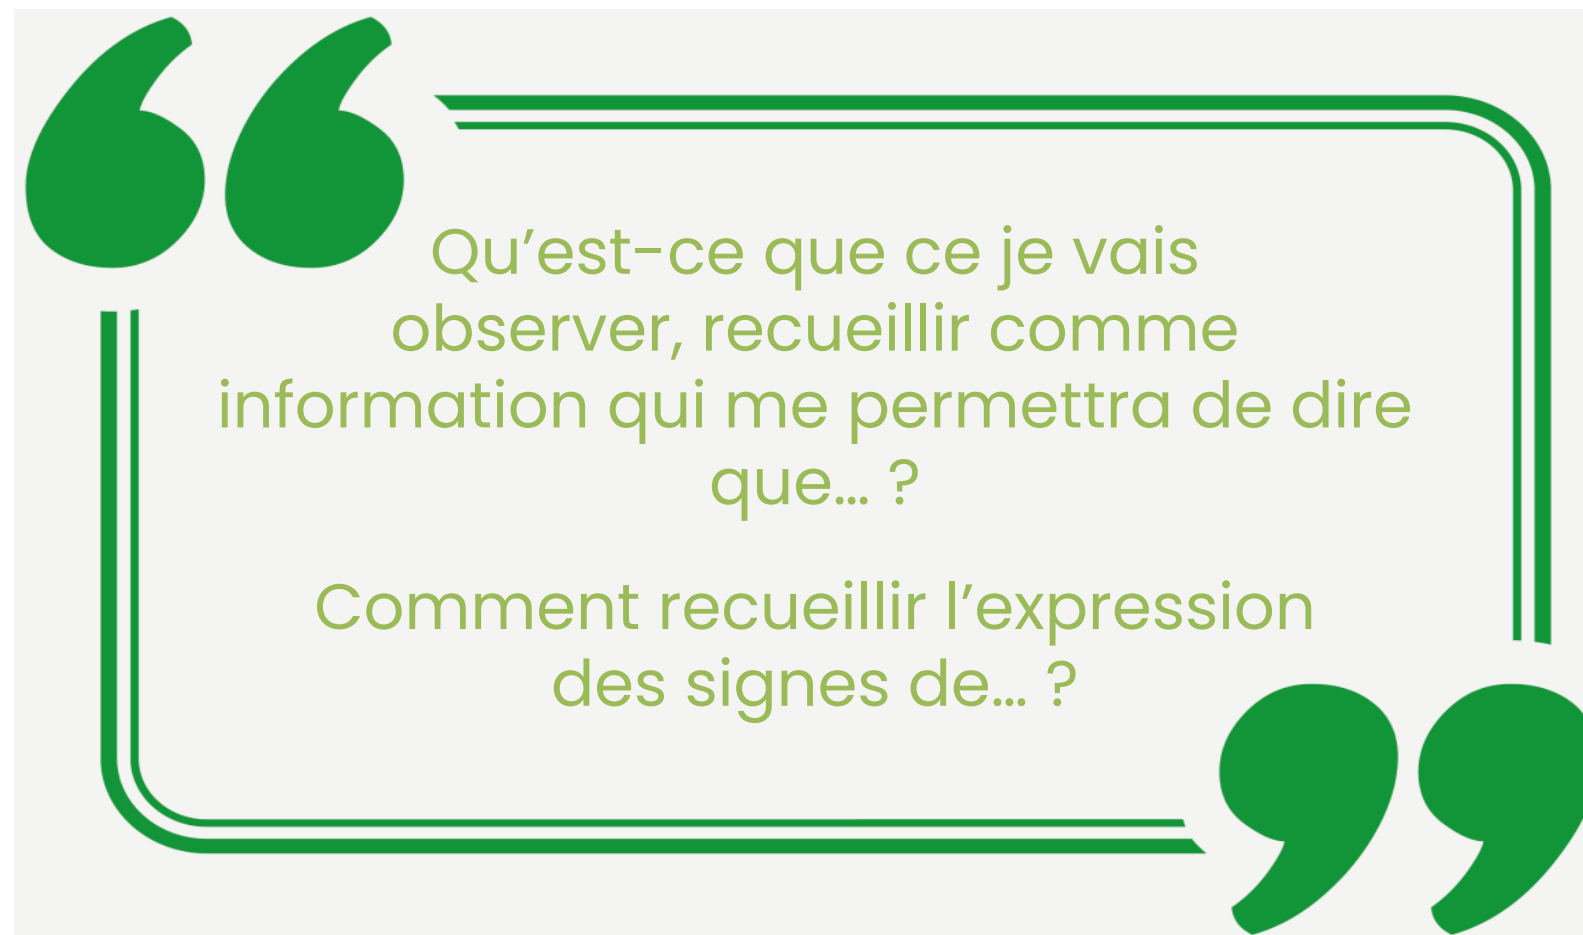 Qu’est-ce que ce je vais
observer, recueillir comme
information qui me permettra de dire
que... ?
Comment recueillir l’expression
des signes de... ?